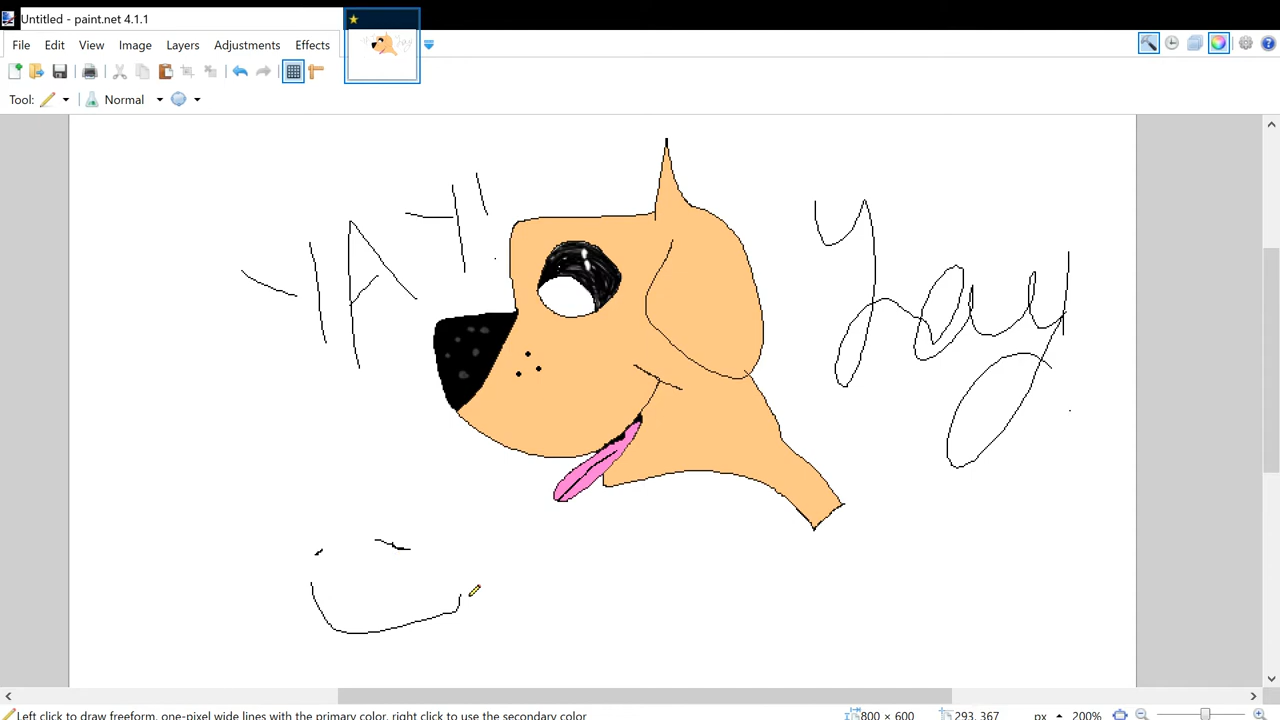 Untitled - paint.net 4.1.1
File Edit View Image Layers Adjustments Effects
Tool: Normal
YAY!
Yay
Left click to draw freeform, one-pixel wide lines with the primary color, right click to use the secondary color 800 × 600 293, 367 px 200%